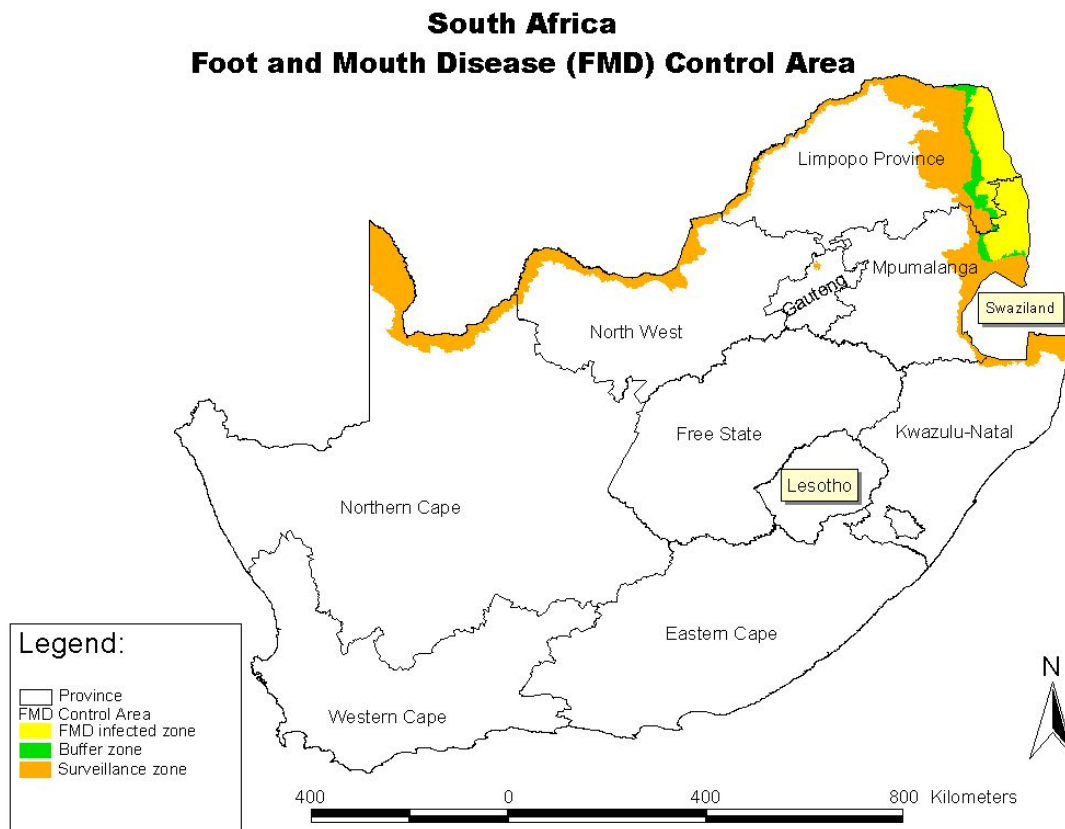 South Africa
Foot and Mouth Disease (FMD) Control Area
Limpopo Province
Mpumalanga
Gauteng
Swaziland
North West
Free State
Kwazulu-Natal
Lesotho
Northern Cape
Eastern Cape
Western Cape
Legend:
Province
FMD Control Area
FMD infected zone
Buffer zone
Surveillance zone
N
400 0 400 800 Kilometers